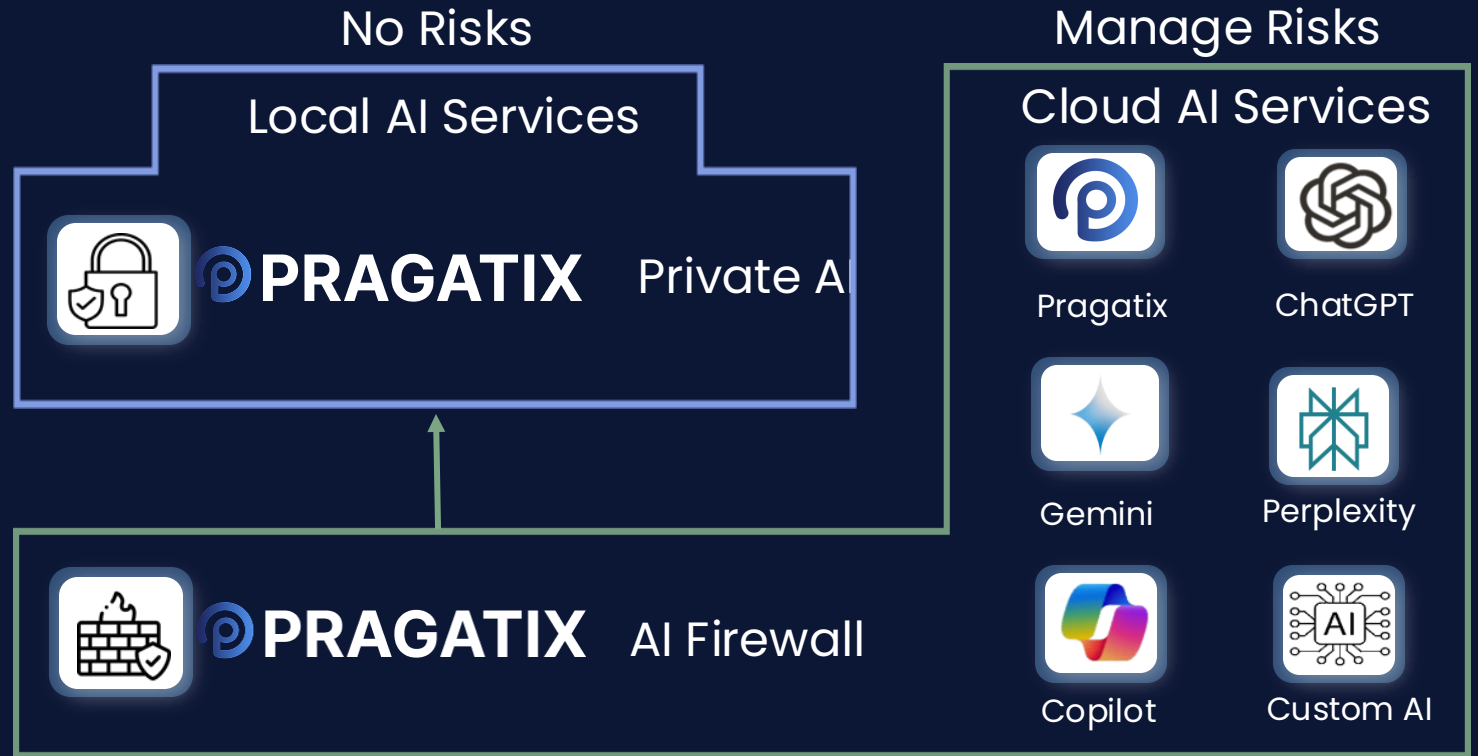 No Risks
Manage Risks
Local AI Services
Cloud AI Services
PRAGATIX Private AI
Pragatix
ChatGPT
Gemini
Perplexity
PRAGATIX AI Firewall
AI
Copilot
Custom AI